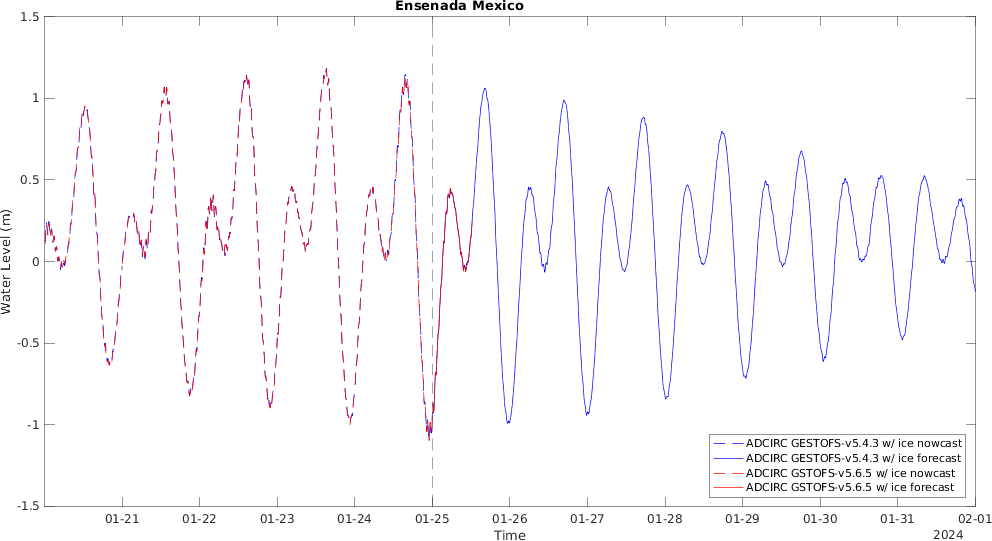 Ensenada Mexico
1.5
1
0.5
0
-0.5
-1
-1.5
Water Level (m)
ADCIRC GESTOFS-v5.4.3 w/ ice nowcast
ADCIRC GESTOFS-v5.4.3 w/ ice forecast
ADCIRC GSTOFS-v5.6.5 w/ ice nowcast
ADCIRC GSTOFS-v5.6.5 w/ ice forecast
01-21 01-22 01-23 01-24 01-25 01-26 01-27 01-28 01-29 01-30 01-31 02-01
Time
2024